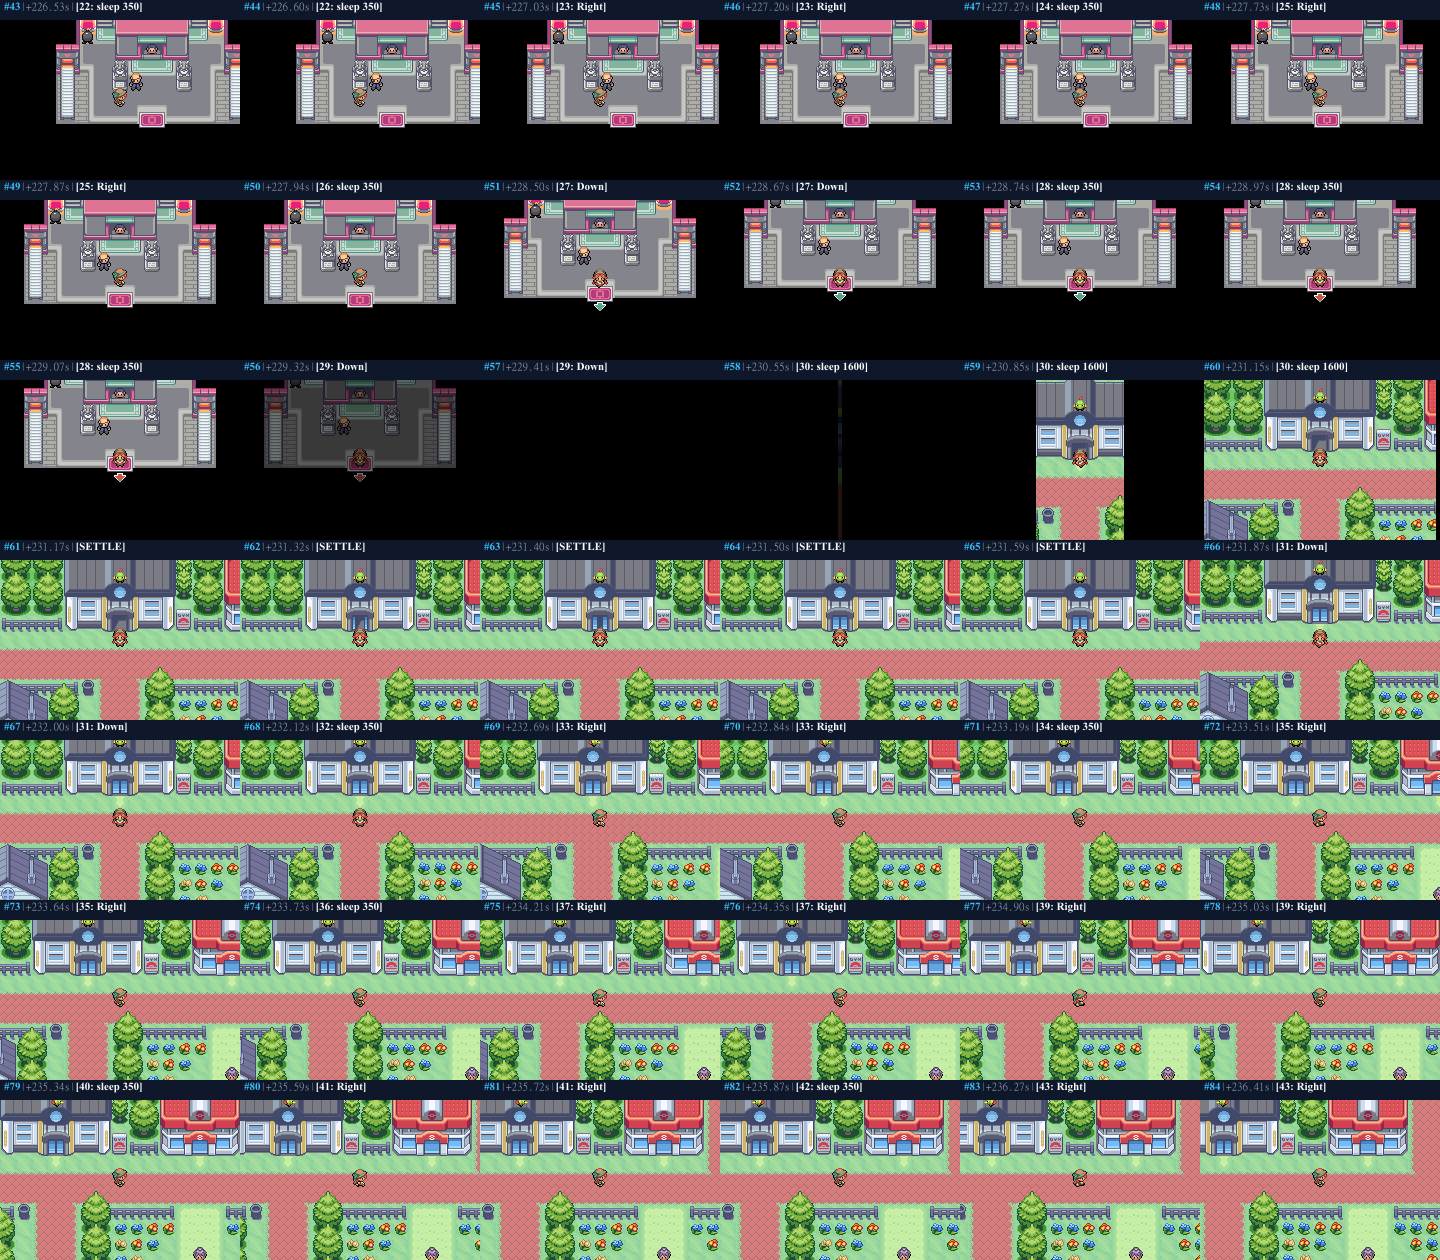 #43|+226.53s| [22: sleep 350]
#44|+226.60s| [22: sleep 350]
#45|+227.03s| [23: Right]
#46|+227.20s| [23: Right]
#47|+227.27s| [24: sleep 350]
#48|+227.73s| [25: Right]
#49|+227.87s| [25: Right]
#50|+227.94s| [26: sleep 350]
#51|+228.50s| [27: Down]
#52|+228.67s| [27: Down]
#53|+228.74s| [28: sleep 350]
#54|+228.97s| [28: sleep 350]
#55|+229.07s| [28: sleep 350]
#56|+229.32s| [29: Down]
#57|+229.41s| [29: Down]
#58|+230.55s| [30: sleep 1600]
#59|+230.85s| [30: sleep 1600]
#60|+231.15s| [30: sleep 1600]
#61|+231.17s| [SETTLE]
#62|+231.32s| [SETTLE]
#63|+231.40s| [SETTLE]
#64|+231.50s| [SETTLE]
#65|+231.59s| [SETTLE]
#66|+231.87s| [31: Down]
#67|+232.00s| [31: Down]
#68|+232.12s| [32: sleep 350]
#69|+232.69s| [33: Right]
#70|+232.84s| [33: Right]
#71|+233.19s| [34: sleep 350]
#72|+233.51s| [35: Right]
#73|+233.64s| [35: Right]
#74|+233.73s| [36: sleep 350]
#75|+234.21s| [37: Right]
#76|+234.35s| [37: Right]
#77|+234.90s| [39: Right]
#78|+235.03s| [39: Right]
#79|+235.34s| [40: sleep 350]
#80|+235.59s| [41: Right]
#81|+235.72s| [41: Right]
#82|+235.87s| [42: sleep 350]
#83|+236.27s| [43: Right]
#84|+236.41s| [43: Right]